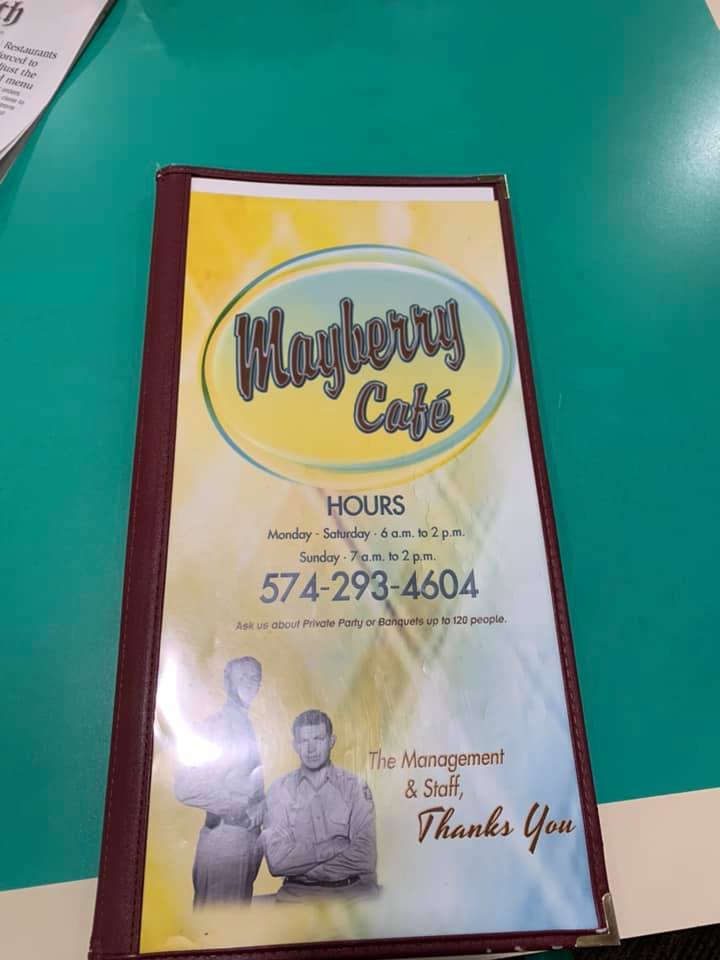 th
Restaurants
forced to
just the
menu
Mayberry
Café
HOURS
Monday - Saturday - 6 a.m. to 2 p.m.
Sunday - 7 a.m. to 2 p.m.
574-293-4604
Ask us about Private Party or Banquets up to 120 people.
The Management
& Staff,
Thanks You